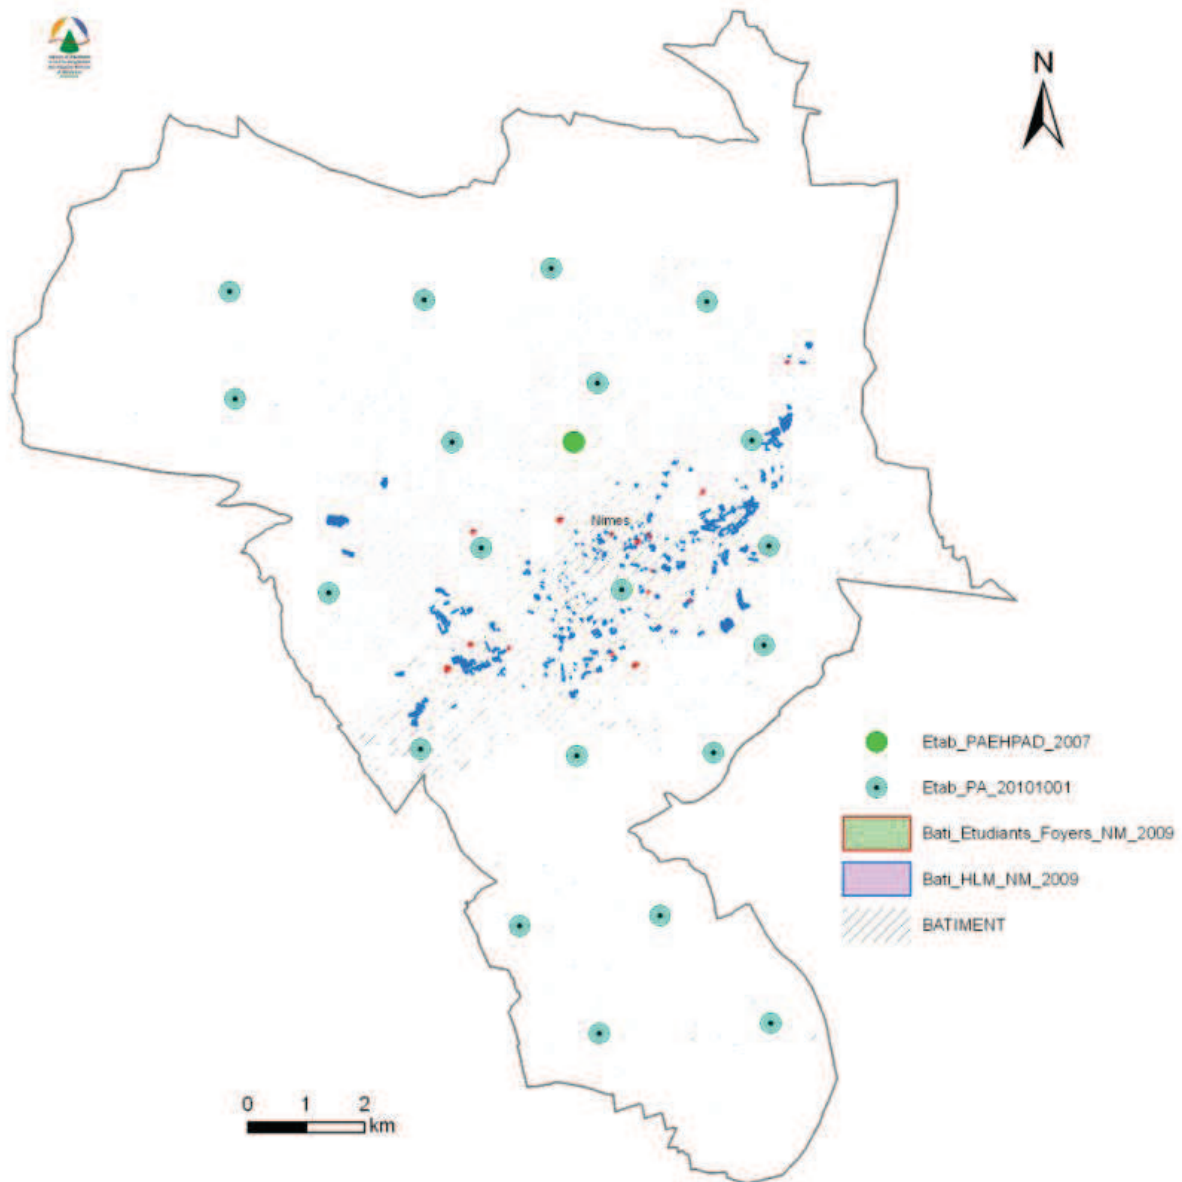 N
Nimes
Etab_PAEHPAD_2007
Etab_PA_20101001
Bati_Etudiants_Foyers_NM_2009
Bati_HLM_NM_2009
BATIMENT
0 1 2
km